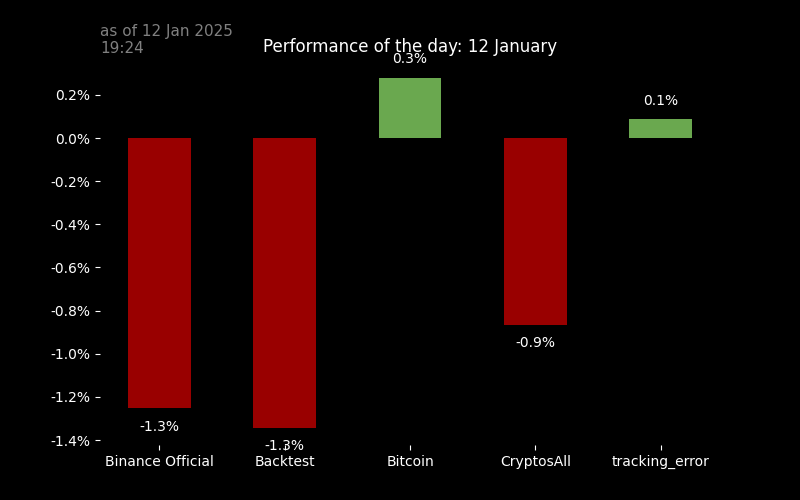 as of 12 Jan 2025
19:24
Performance of the day: 12 January
0.3%
0.2%
0.1%
0.0%
-0.2%
-0.4%
-0.6%
-0.8%
-0.9%
-1.0%
-1.2%
-1.3%
-1.4%
-1.3%
Binance Official
Backtest
Bitcoin
CryptosAll
tracking_error